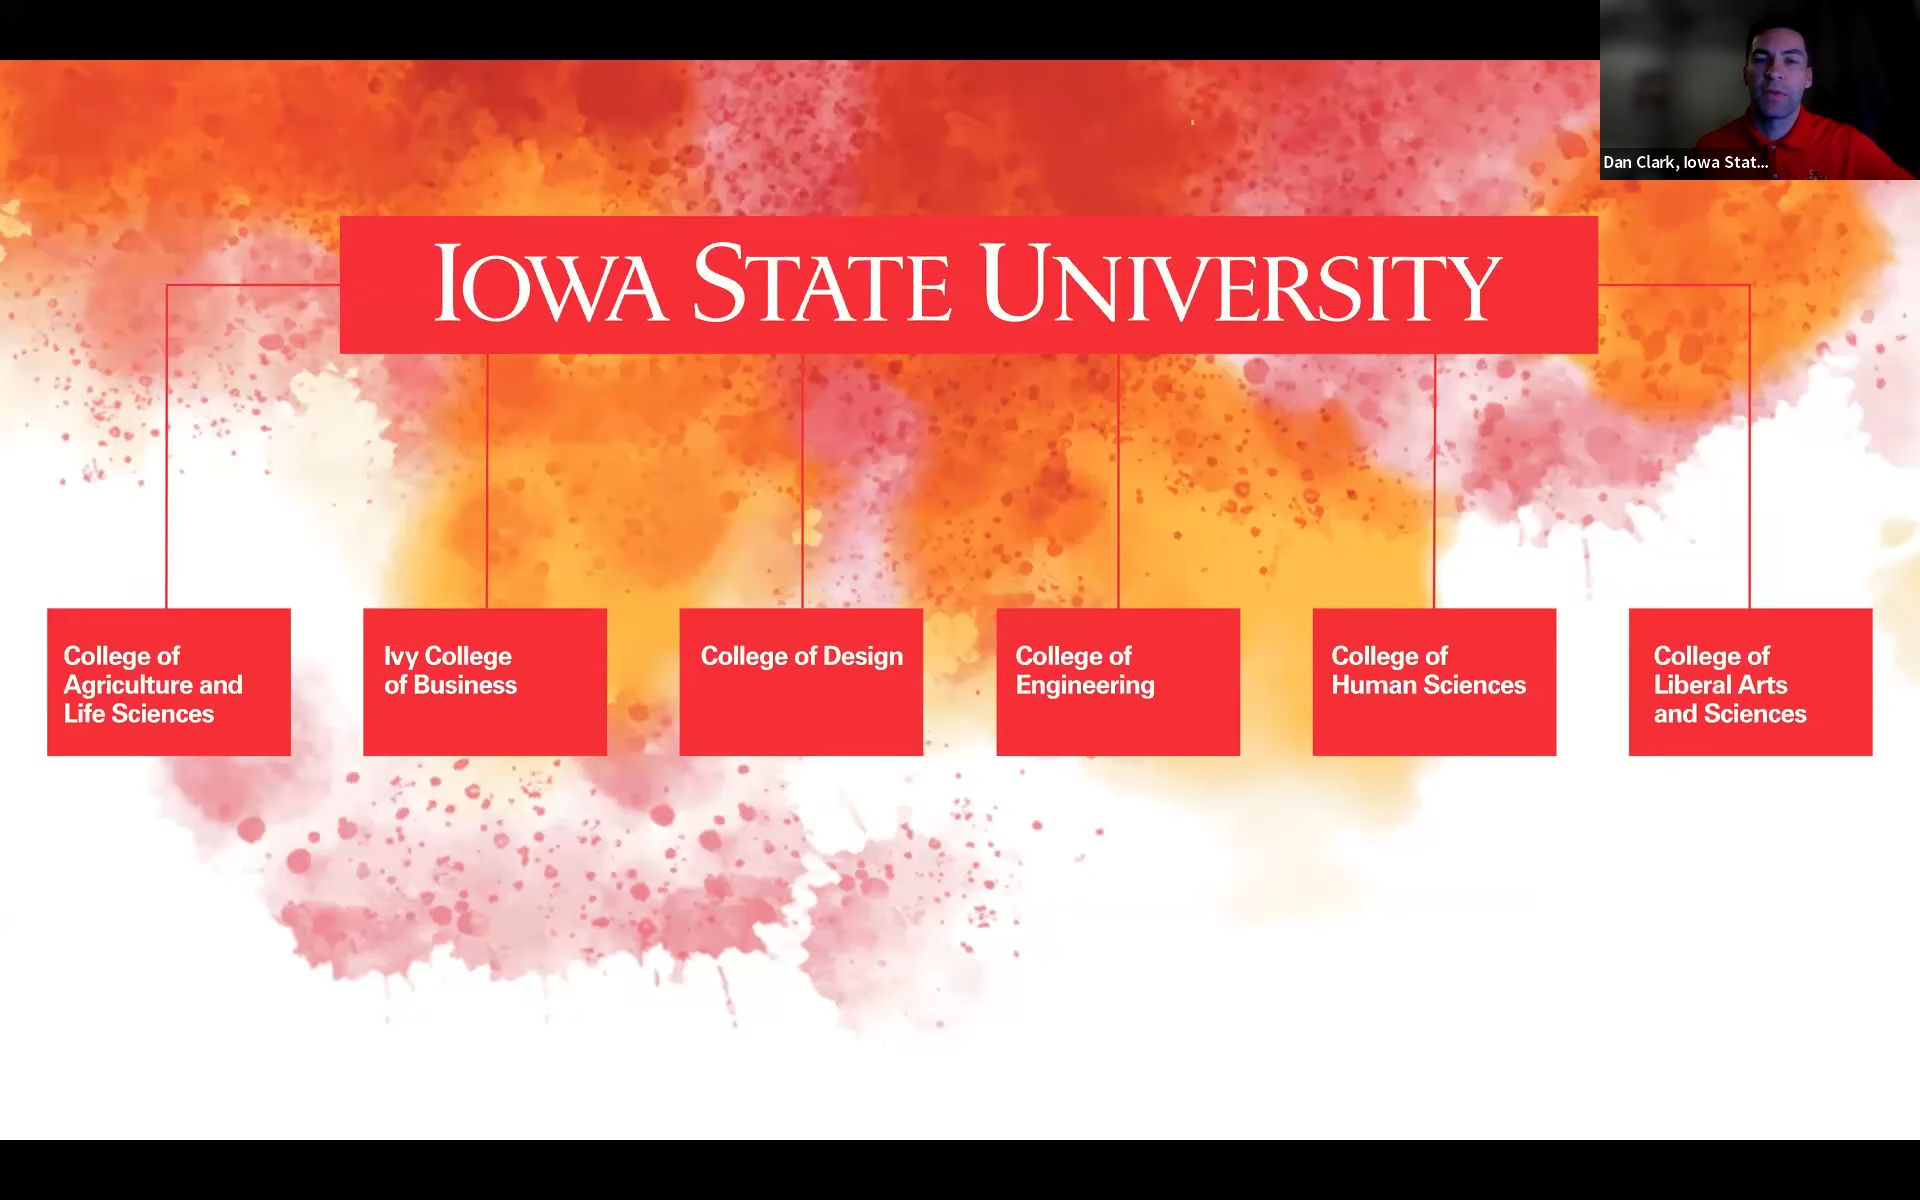 Dan Clark, Iowa Stat...
IOWA STATE UNIVERSITY
College of
Agriculture and
Life Sciences
Ivy College
of Business
College of Design
College of
Engineering
College of
Human Sciences
College of
Liberal Arts
and Sciences